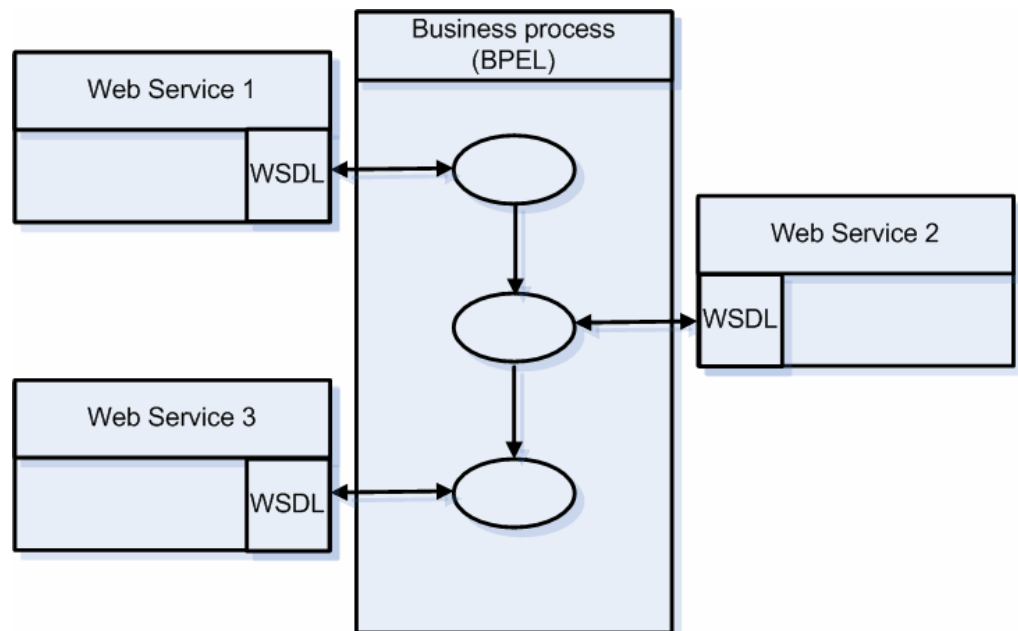 Business process
(BPEL)
Web Service 1
WSDL
Web Service 2
WSDL
Web Service 3
WSDL